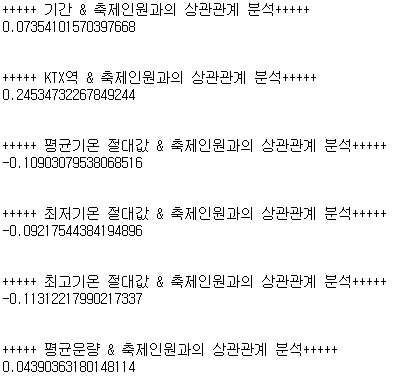 +++++ 기간 & 축제인원과의 상관관계 분석+++++
0.07354101570397668
+++++ KTX역 & 축제인원과의 상관관계 분석+++++
0.24534732267849244
+++++ 평균기온 절대값 & 축제인원과의 상관관계 분석+++++
-0.10903079538068516
+++++ 최저기온 절대값 & 축제인원과의 상관관계 분석+++++
-0.09217544384194896
+++++ 최고기온 절대값 & 축제인원과의 상관관계 분석+++++
-0.11312217990217337
+++++ 평균운량 & 축제인원과의 상관관계 분석+++++
0.04390363180148114